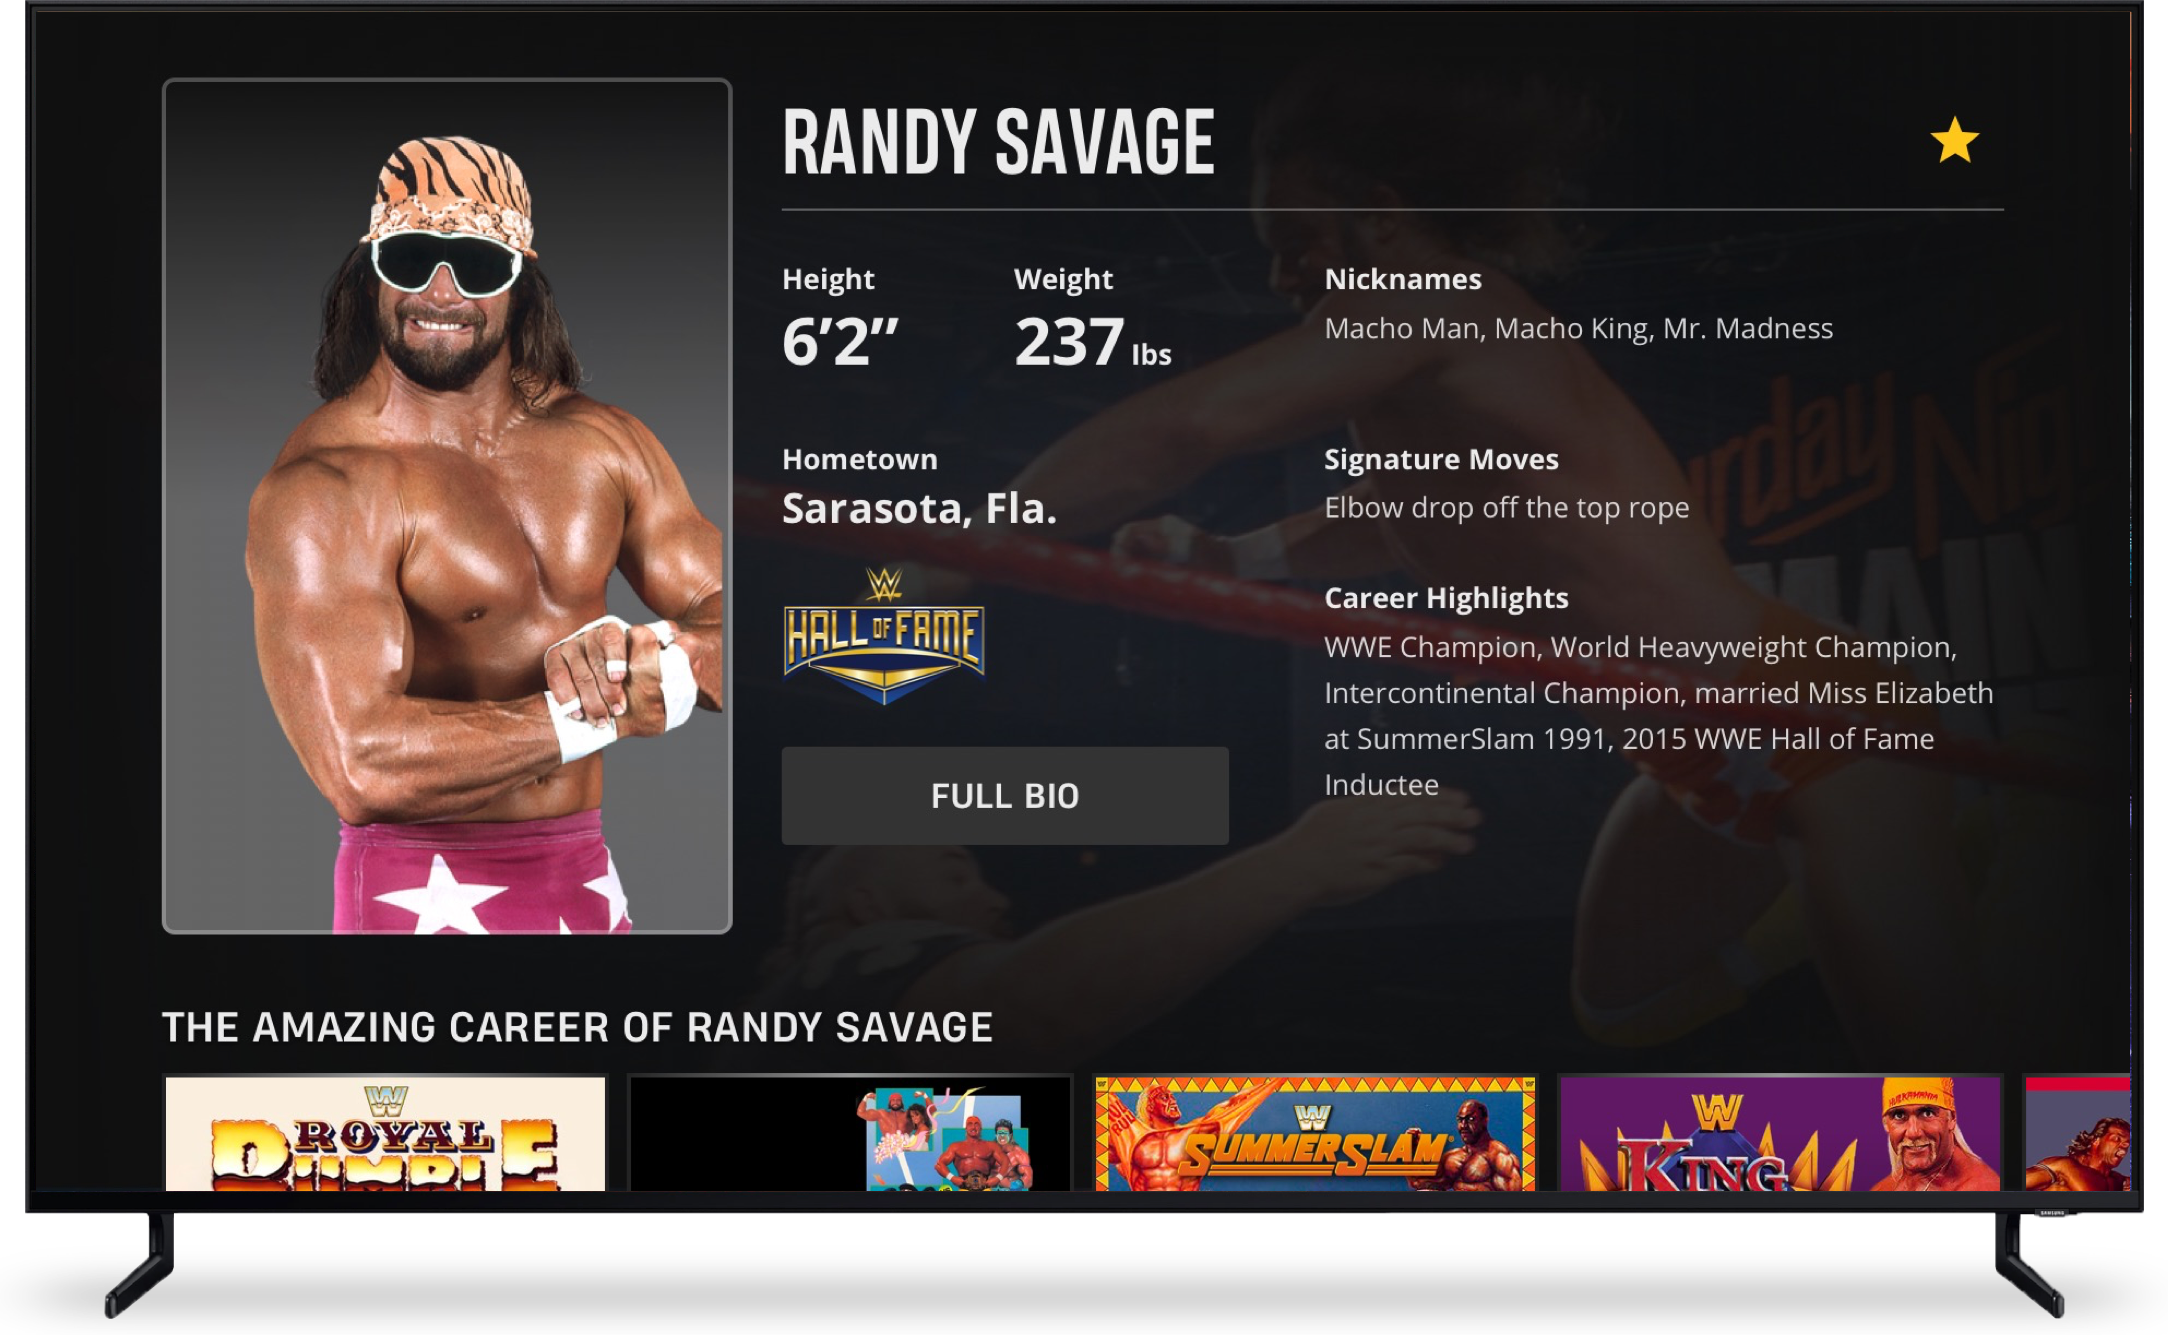 RANDY SAVAGE
Height
6’2”
Weight
237 lbs
Nicknames
Macho Man, Macho King, Mr. Madness
Hometown
Sarasota, Fla.
Signature Moves
Elbow drop off the top rope
W
HALL OF FAME
Career Highlights
WWE Champion, World Heavyweight Champion,
Intercontinental Champion, married Miss Elizabeth
at SummerSlam 1991, 2015 WWE Hall of Fame
Inductee
FULL BIO
THE AMAZING CAREER OF RANDY SAVAGE
W
ROYAL
RUMBLE
W
SUMMERSLAM
W
KING
HULKAMANIA
SAMSUNG